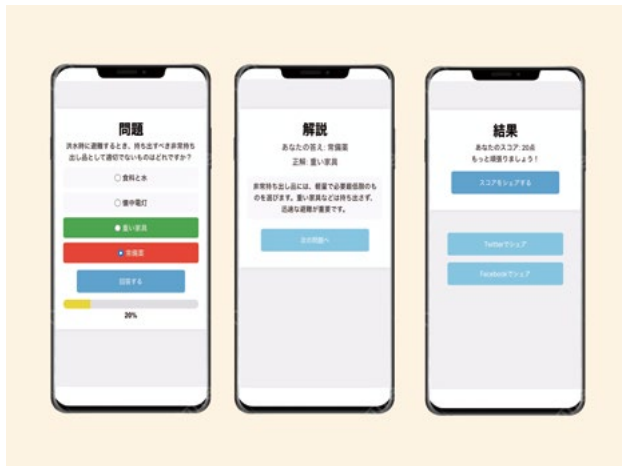 問題
洪水時に避難するとき、持ち出すべき非常持ち
出し品として適切でないものはどれですか？
食料と水
懐中電灯
重い家具
常備薬
回答する
20%
解説
あなたの答え: 常備薬
正解: 重い家具
非常持ち出し品には、軽量で必要最低限のも
のを選びます。重い家具などは持ち出さず、
迅速な避難が重要です。
次の問題へ
結果
あなたのスコア: 20点
もっと頑張りましょう！
スコアをシェアする
Twitterでシェア
Facebookでシェア